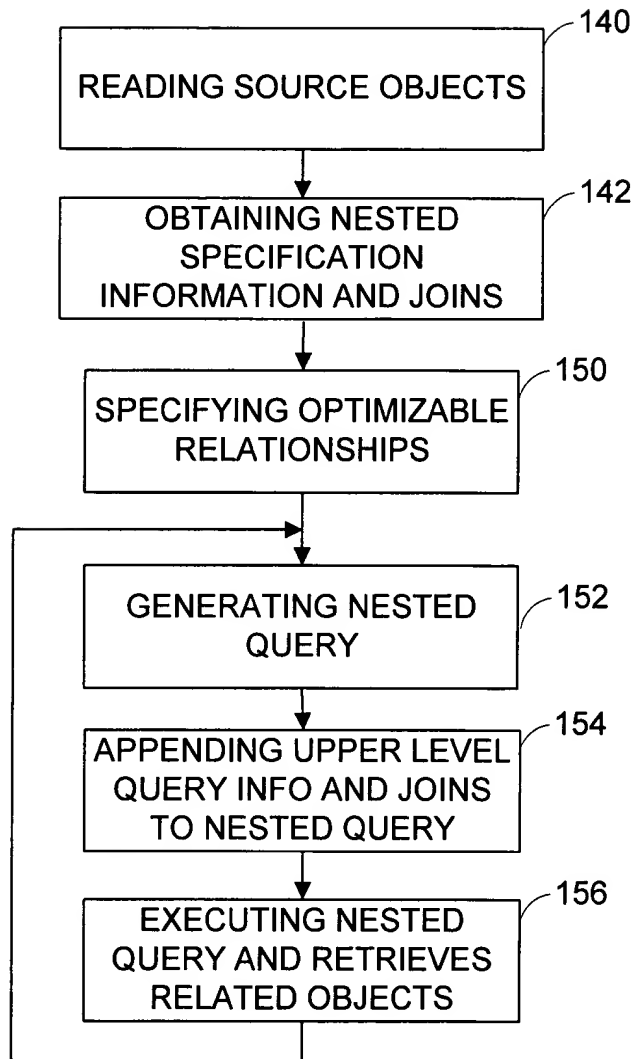 140
READING SOURCE OBJECTS
142
OBTAINING NESTED
SPECIFICATION
INFORMATION AND JOINS
150
SPECIFYING OPTIMIZABLE
RELATIONSHIPS
152
GENERATING NESTED
QUERY
154
APPENDING UPPER LEVEL
QUERY INFO AND JOINS
TO NESTED QUERY
156
EXECUTING NESTED
QUERY AND RETRIEVES
RELATED OBJECTS